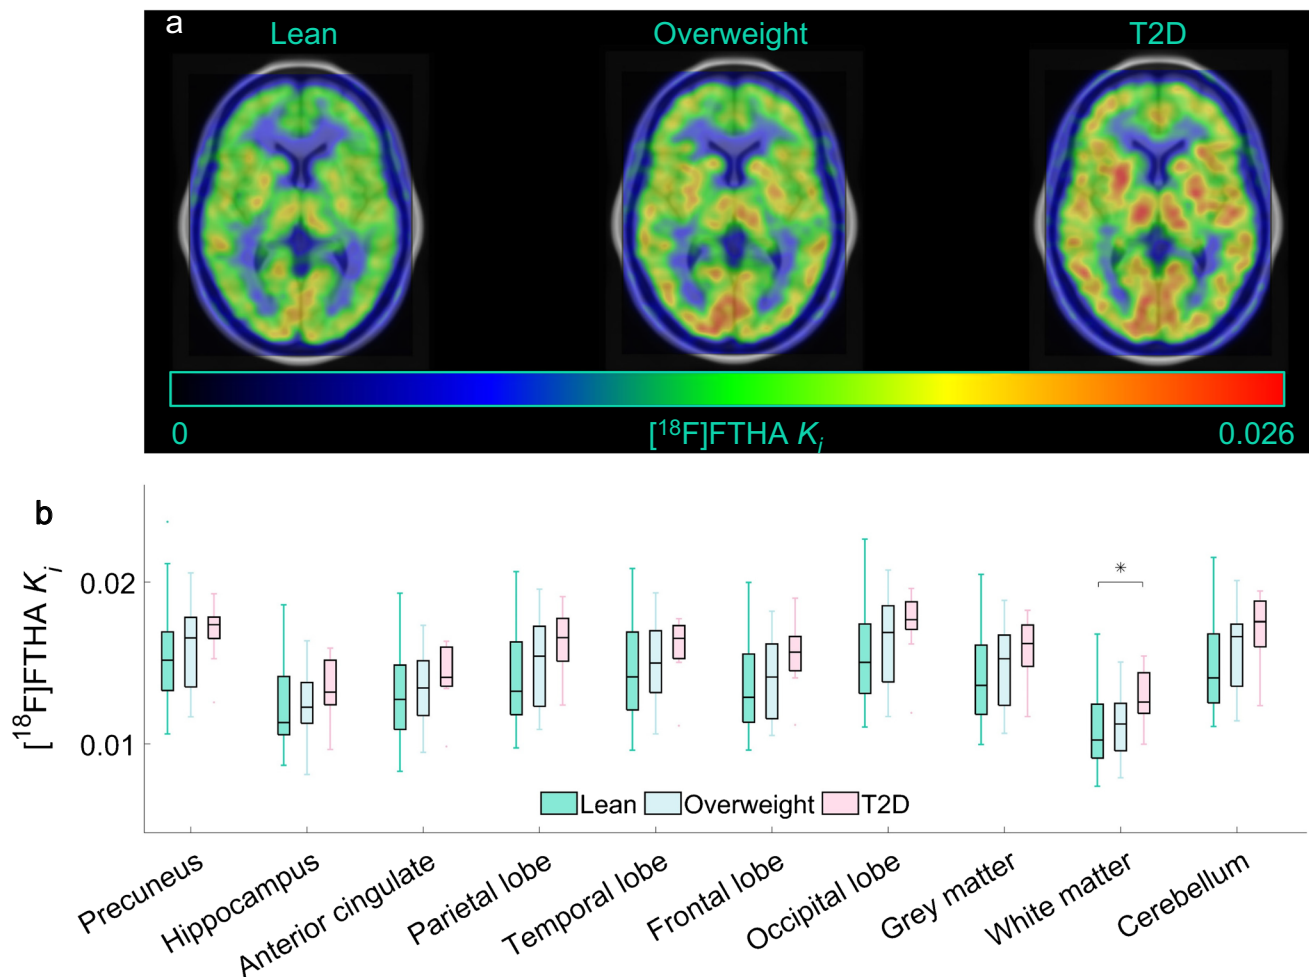 a
Lean Overweight T2D
0 [¹⁸F]FTHA Kᵢ 0.026
b
[¹⁸F]FTHA Kᵢ
0.02
0.01
*
Lean Overweight T2D
Precuneus
Hippocampus
Anterior cingulate
Parietal lobe
Temporal lobe
Frontal lobe
Occipital lobe
Grey matter
White matter
Cerebellum